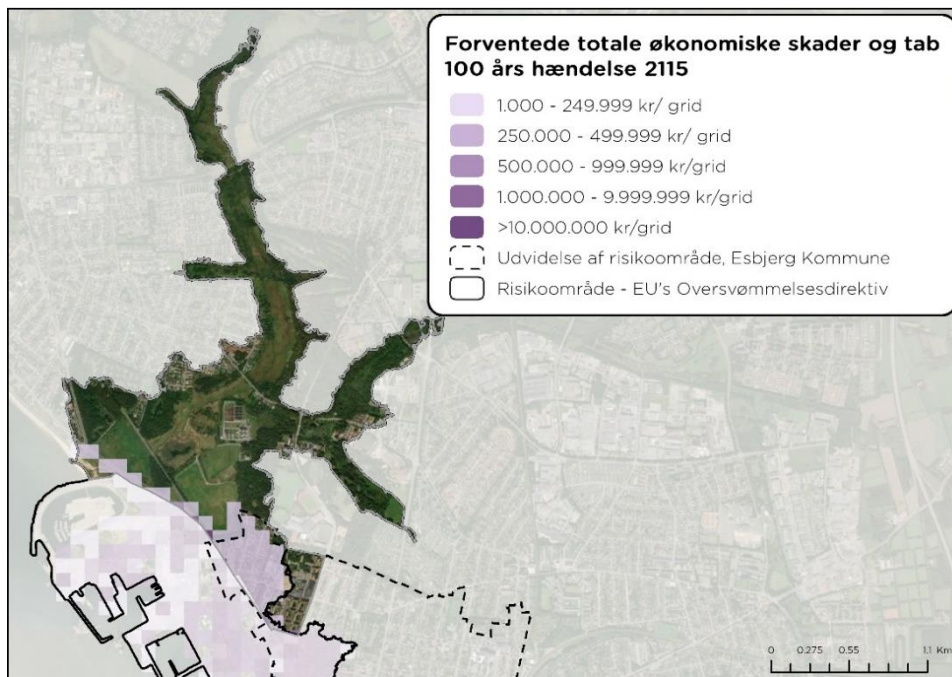 Forventede totale økonomiske skader og tab
100 års hændelse 2115
1.000 - 249.999 kr/ grid
250.000 - 499.999 kr/ grid
500.000 - 999.999 kr/grid
1.000.000 - 9.999.999 kr/grid
>10.000.000 kr/grid
Udvidelse af risikoområde, Esbjerg Kommune
Risikoområde - EU's Oversvømmelsesdirektiv
0 0.275 0.55 1.1 Km